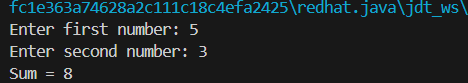 fc1e363a74628a2c111c18c4efa2425\redhat.java\jdt_ws\
Enter first number: 5
Enter second number: 3
Sum = 8